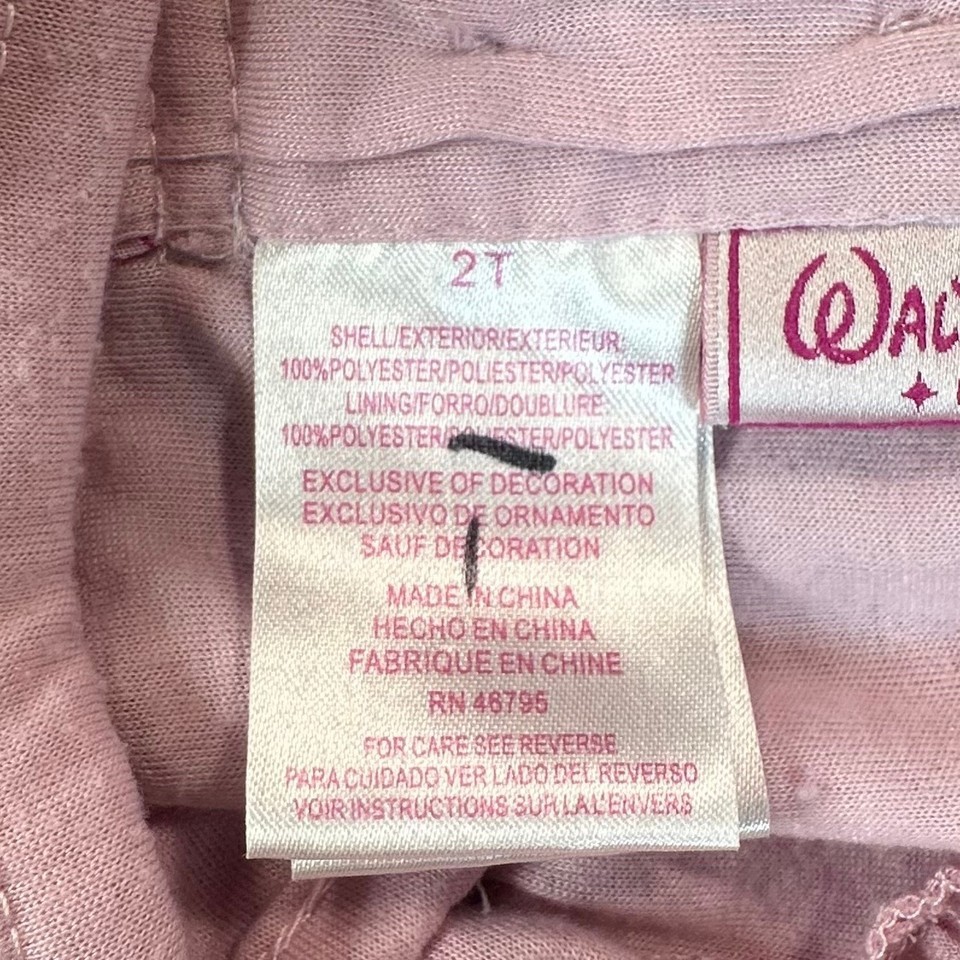 2T
SHELL/EXTERIOR/EXTERIEUR:
100%POLYESTER/POLIESTER/POLYESTER
LINING/FORRO/DOUBLURE:
100%POLYESTER/POLIESTER/POLYESTER
EXCLUSIVE OF DECORATION
EXCLUSIVO DE ORNAMENTO
SAUF DECORATION
MADE IN CHINA
HECHO EN CHINA
FABRIQUE EN CHINE
RN 46795
FOR CARE SEE REVERSE
PARA CUIDADO VER LADO DEL REVERSO
VOIR INSTRUCTIONS SUR LA L'ENVERS
WAL